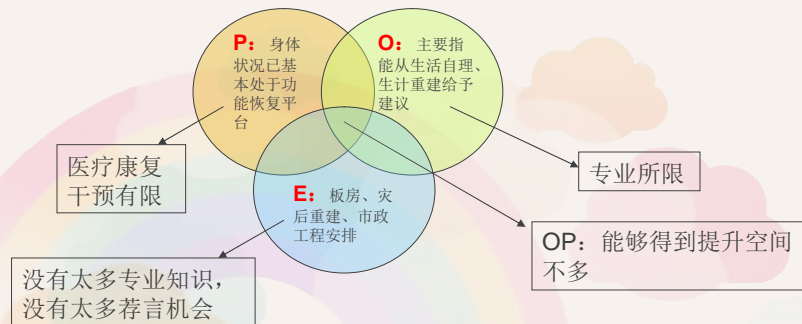 P：身体
状况已基
本处于功
能恢复平
台
O：主要指
能从生活自理、
生计重建给予
建议
医疗康复
干预有限
专业所限
E：板房、灾
后重建、市政
工程安排
OP：能够得到提升空间
不多
没有太多专业知识，
没有太多荐言机会